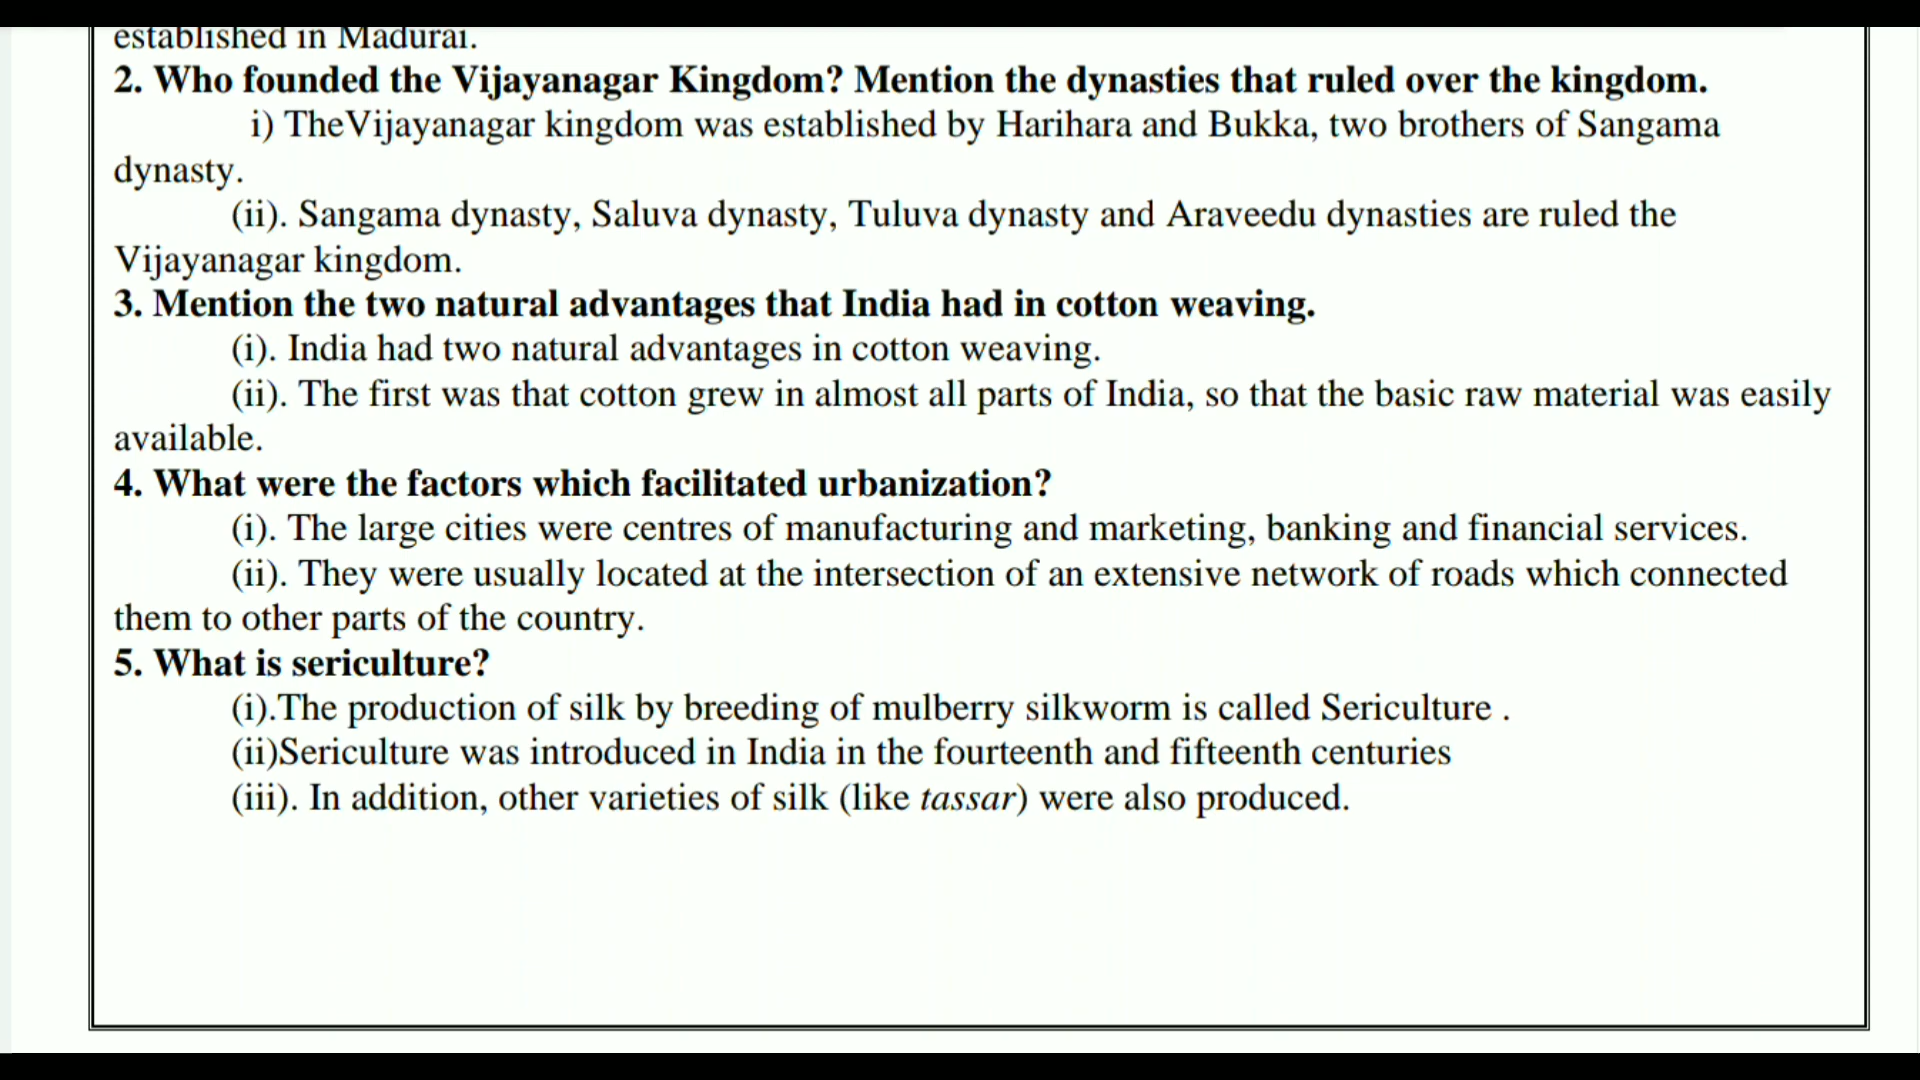 established in Madurai.
2. Who founded the Vijayanagar Kingdom? Mention the dynasties that ruled over the kingdom.
i) TheVijayanagar kingdom was established by Harihara and Bukka, two brothers of Sangama
dynasty.
(ii). Sangama dynasty, Saluva dynasty, Tuluva dynasty and Araveedu dynasties are ruled the
Vijayanagar kingdom.
3. Mention the two natural advantages that India had in cotton weaving.
(i). India had two natural advantages in cotton weaving.
(ii). The first was that cotton grew in almost all parts of India, so that the basic raw material was easily
available.
4. What were the factors which facilitated urbanization?
(i). The large cities were centres of manufacturing and marketing, banking and financial services.
(ii). They were usually located at the intersection of an extensive network of roads which connected
them to other parts of the country.
5. What is sericulture?
(i).The production of silk by breeding of mulberry silkworm is called Sericulture .
(ii)Sericulture was introduced in India in the fourteenth and fifteenth centuries
(iii). In addition, other varieties of silk (like tassar) were also produced.